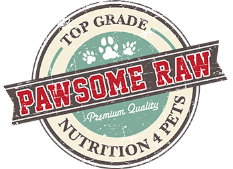 TOP GRADE
PAWSOME RAW
Premium Quality
NUTRITION 4 PETS